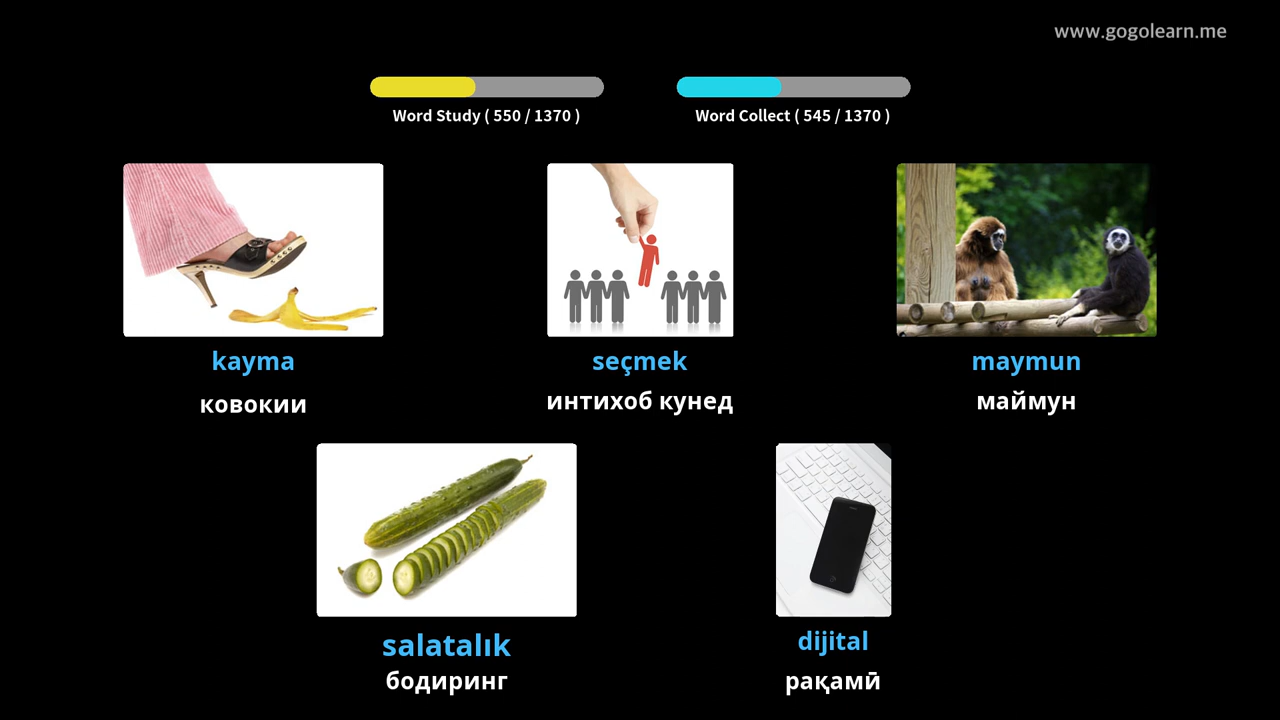 www.gogolearn.me
Word Study ( 550 / 1370 )
Word Collect ( 545 / 1370 )
kayma
ковокии
seçmek
интихоб кунед
maymun
маймун
salatalık
бодиринг
dijital
рақамӣ